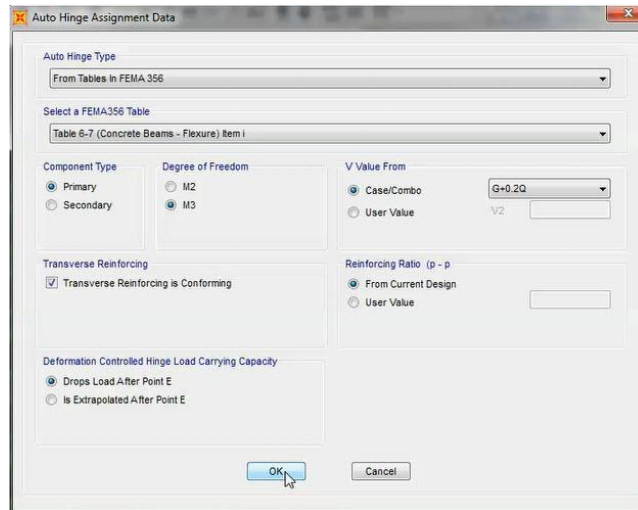 Auto Hinge Assignment Data
Auto Hinge Type
From Tables In FEMA 356
Select a FEMA356 Table
Table 6-7 (Concrete Beams - Flexure) Item i
Component Type
Primary
Secondary
Degree of Freedom
M2
M3
V Value From
Case/Combo
G+0.2Q
User Value
V2
Transverse Reinforcing
Transverse Reinforcing is Conforming
Reinforcing Ratio (p - p
From Current Design
User Value
Deformation Controlled Hinge Load Carrying Capacity
Drops Load After Point E
Is Extrapolated After Point E
OK
Cancel